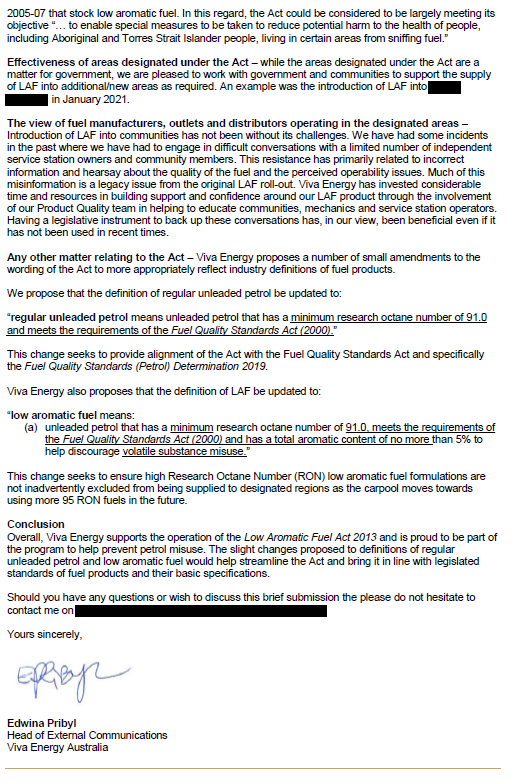 2005-07 that stock low aromatic fuel. In this regard, the Act could be considered to be largely meeting its
objective "… to enable special measures to be taken to reduce potential harm to the health of people,
including Aboriginal and Torres Strait Islander people, living in certain areas from sniffing fuel."
Effectiveness of areas designated under the Act – while the areas designated under the Act are a
matter for government, we are pleased to work with government and communities to support the supply
of LAF into additional/new areas as required. An example was the introduction of LAF into
in January 2021.
The view of fuel manufacturers, outlets and distributors operating in the designated areas –
Introduction of LAF into communities has not been without its challenges. We have had some incidents
in the past where we have had to engage in difficult conversations with a limited number of independent
service station owners and community members. This resistance has primarily related to incorrect
information and hearsay about the quality of the fuel and the perceived operability issues. Much of this
misinformation is a legacy issue from the original LAF roll-out. Viva Energy has invested considerable
time and resources in building support and confidence around our LAF product through the involvement
of our Product Quality team in helping to educate communities, mechanics and service station operators.
Having a legislative instrument to back up these conversations has, in our view, been beneficial even if it
has not been used in recent times.
Any other matter relating to the Act – Viva Energy proposes a number of small amendments to the
wording of the Act to more appropriately reflect industry definitions of fuel products.
We propose that the definition of regular unleaded petrol be updated to:
"regular unleaded petrol means unleaded petrol that has a minimum research octane number of 91.0
and meets the requirements of the Fuel Quality Standards Act (2000)."
This change seeks to provide alignment of the Act with the Fuel Quality Standards Act and specifically
the Fuel Quality Standards (Petrol) Determination 2019.
Viva Energy also proposes that the definition of LAF be updated to:
"low aromatic fuel means:
(a) unleaded petrol that has a minimum research octane number of 91.0, meets the requirements of
the Fuel Quality Standards Act (2000) and has a total aromatic content of no more than 5% to
help discourage volatile substance misuse."
This change seeks to ensure high Research Octane Number (RON) low aromatic fuel formulations are
not inadvertently excluded from being supplied to designated regions as the carpool moves towards
using more 95 RON fuels in the future.
Conclusion
Overall, Viva Energy supports the operation of the Low Aromatic Fuel Act 2013 and is proud to be part of
the program to help prevent petrol misuse. The slight changes proposed to definitions of regular
unleaded petrol and low aromatic fuel would help streamline the Act and bring it in line with legislated
standards of fuel products and their basic specifications.
Should you have any questions or wish to discuss this brief submission the please do not hesitate to
contact me on
Yours sincerely,
Edwina Pribyl
Head of External Communications
Viva Energy Australia